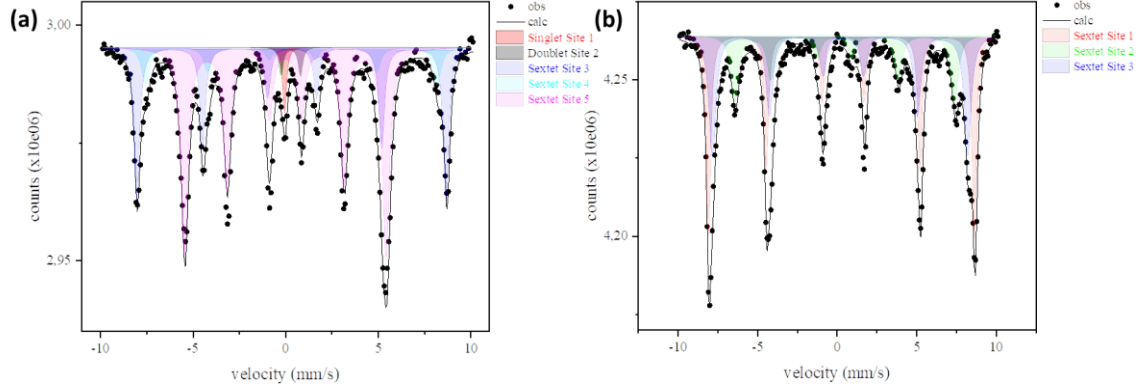 (a)
3.00
2.95
counts (x10e06)
-10
-5
0
5
10
velocity (mm/s)
obs
calc
Singlet Site 1
Doublet Site 2
Sextet Site 3
Sextet Site 4
Sextet Site 5
(b)
4.25
4.20
counts (x10e06)
-10
-5
0
5
10
velocity (mm/s)
obs
calc
Sextet Site 1
Sextet Site 2
Sextet Site 3